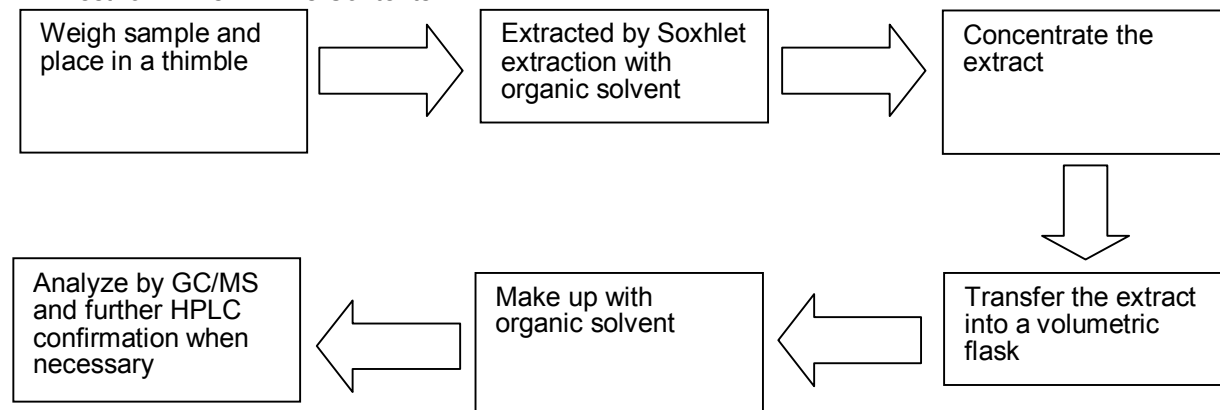 Weigh sample and
place in a thimble
Extracted by Soxhlet
extraction with
organic solvent
Concentrate the
extract
Transfer the extract
into a volumetric
flask
Make up with
organic solvent
Analyze by GC/MS
and further HPLC
confirmation when
necessary